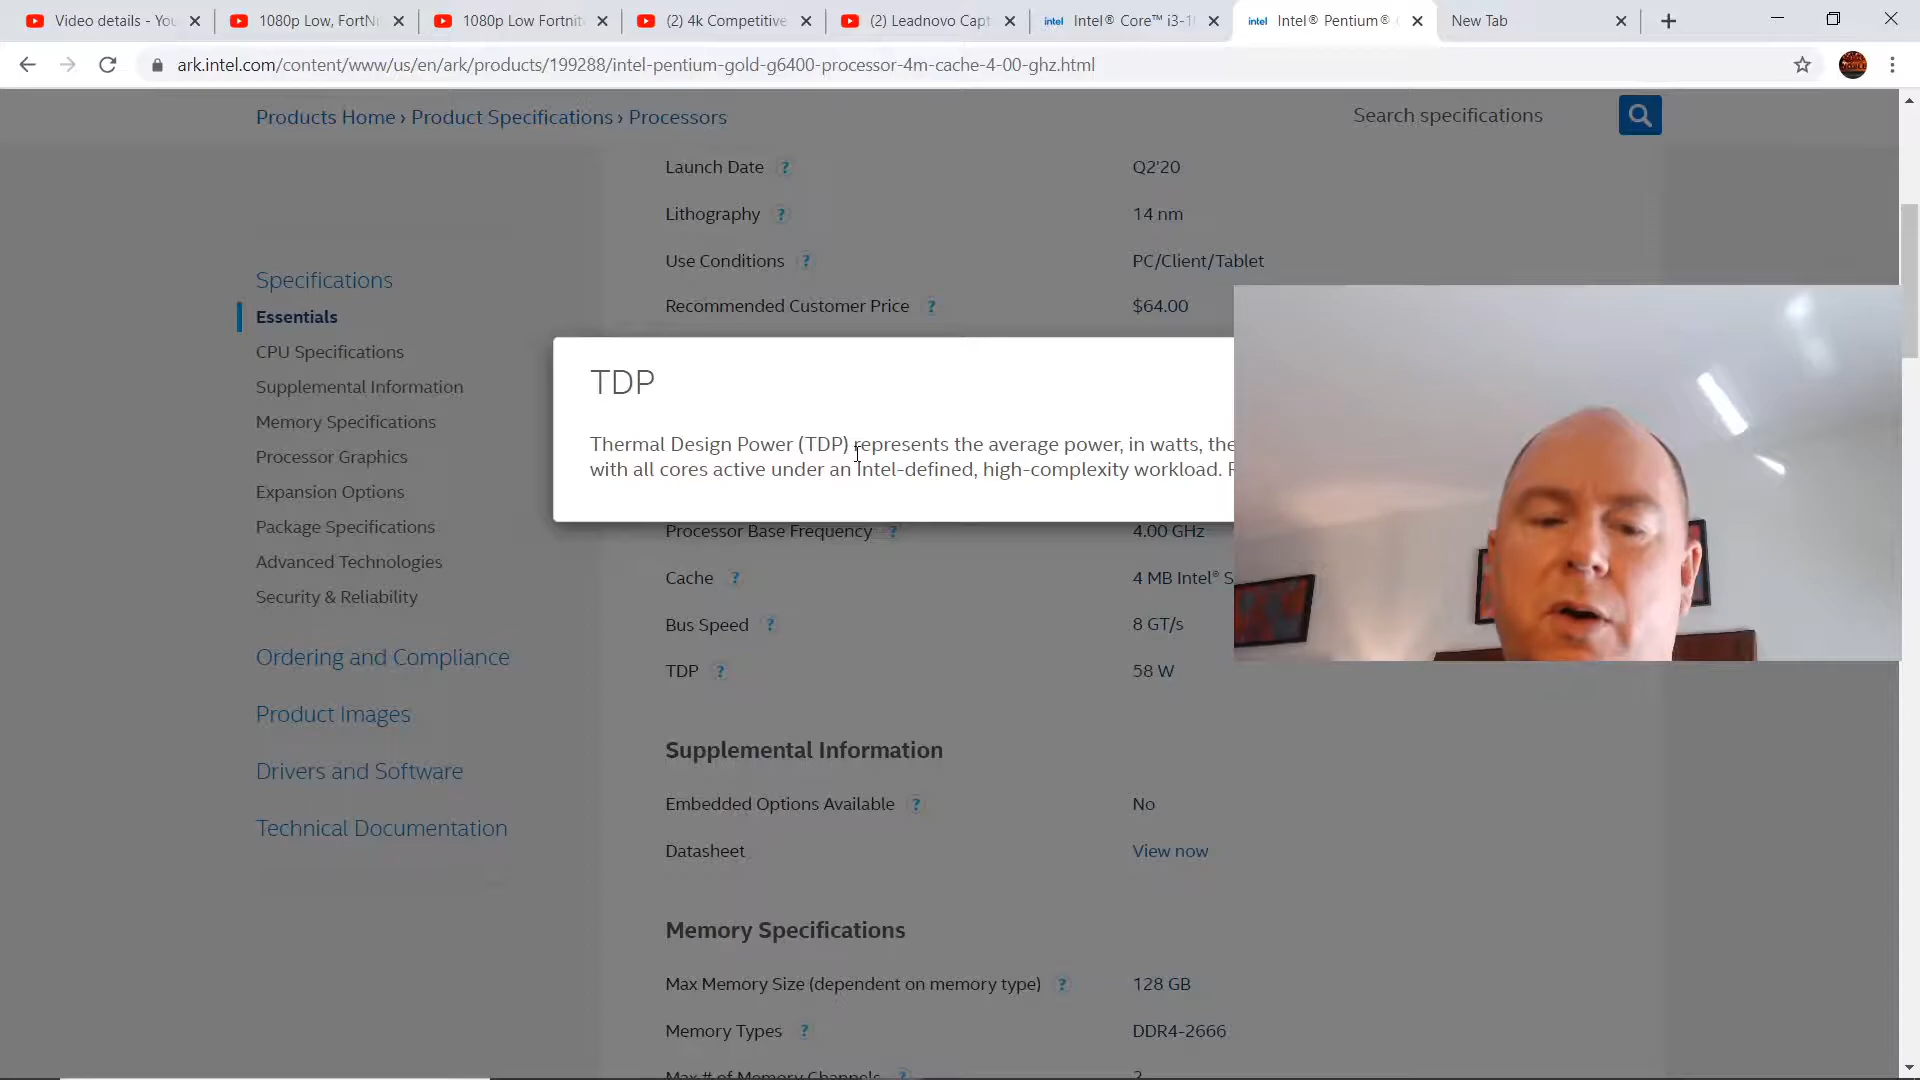 Video details - You
1080p Low, FortNi
1080p Low Fortnit
(2) 4k Competitive
(2) Leadnovo Capt
intel Intel® Core™ i3-1
intel Intel® Pentium®
New Tab
ark.intel.com/content/www/us/en/ark/products/199288/intel-pentium-gold-g6400-processor-4m-cache-4-00-ghz.html
Products Home › Product Specifications › Processors
Search specifications
Specifications
Essentials
CPU Specifications
Supplemental Information
Memory Specifications
Processor Graphics
Expansion Options
Package Specifications
Advanced Technologies
Security & Reliability
Ordering and Compliance
Product Images
Drivers and Software
Technical Documentation
Launch Date ? Q2'20
Lithography ? 14 nm
Use Conditions ? PC/Client/Tablet
Recommended Customer Price ? $64.00
TDP
Thermal Design Power (TDP) represents the average power, in watts, the
with all cores active under an Intel-defined, high-complexity workload.
Processor Base Frequency ? 4.00 GHz
Cache ? 4 MB Intel® S
Bus Speed ? 8 GT/s
TDP ? 58 W
Supplemental Information
Embedded Options Available ? No
Datasheet View now
Memory Specifications
Max Memory Size (dependent on memory type) ? 128 GB
Memory Types ? DDR4-2666
Max # of Memory Channels ? 2